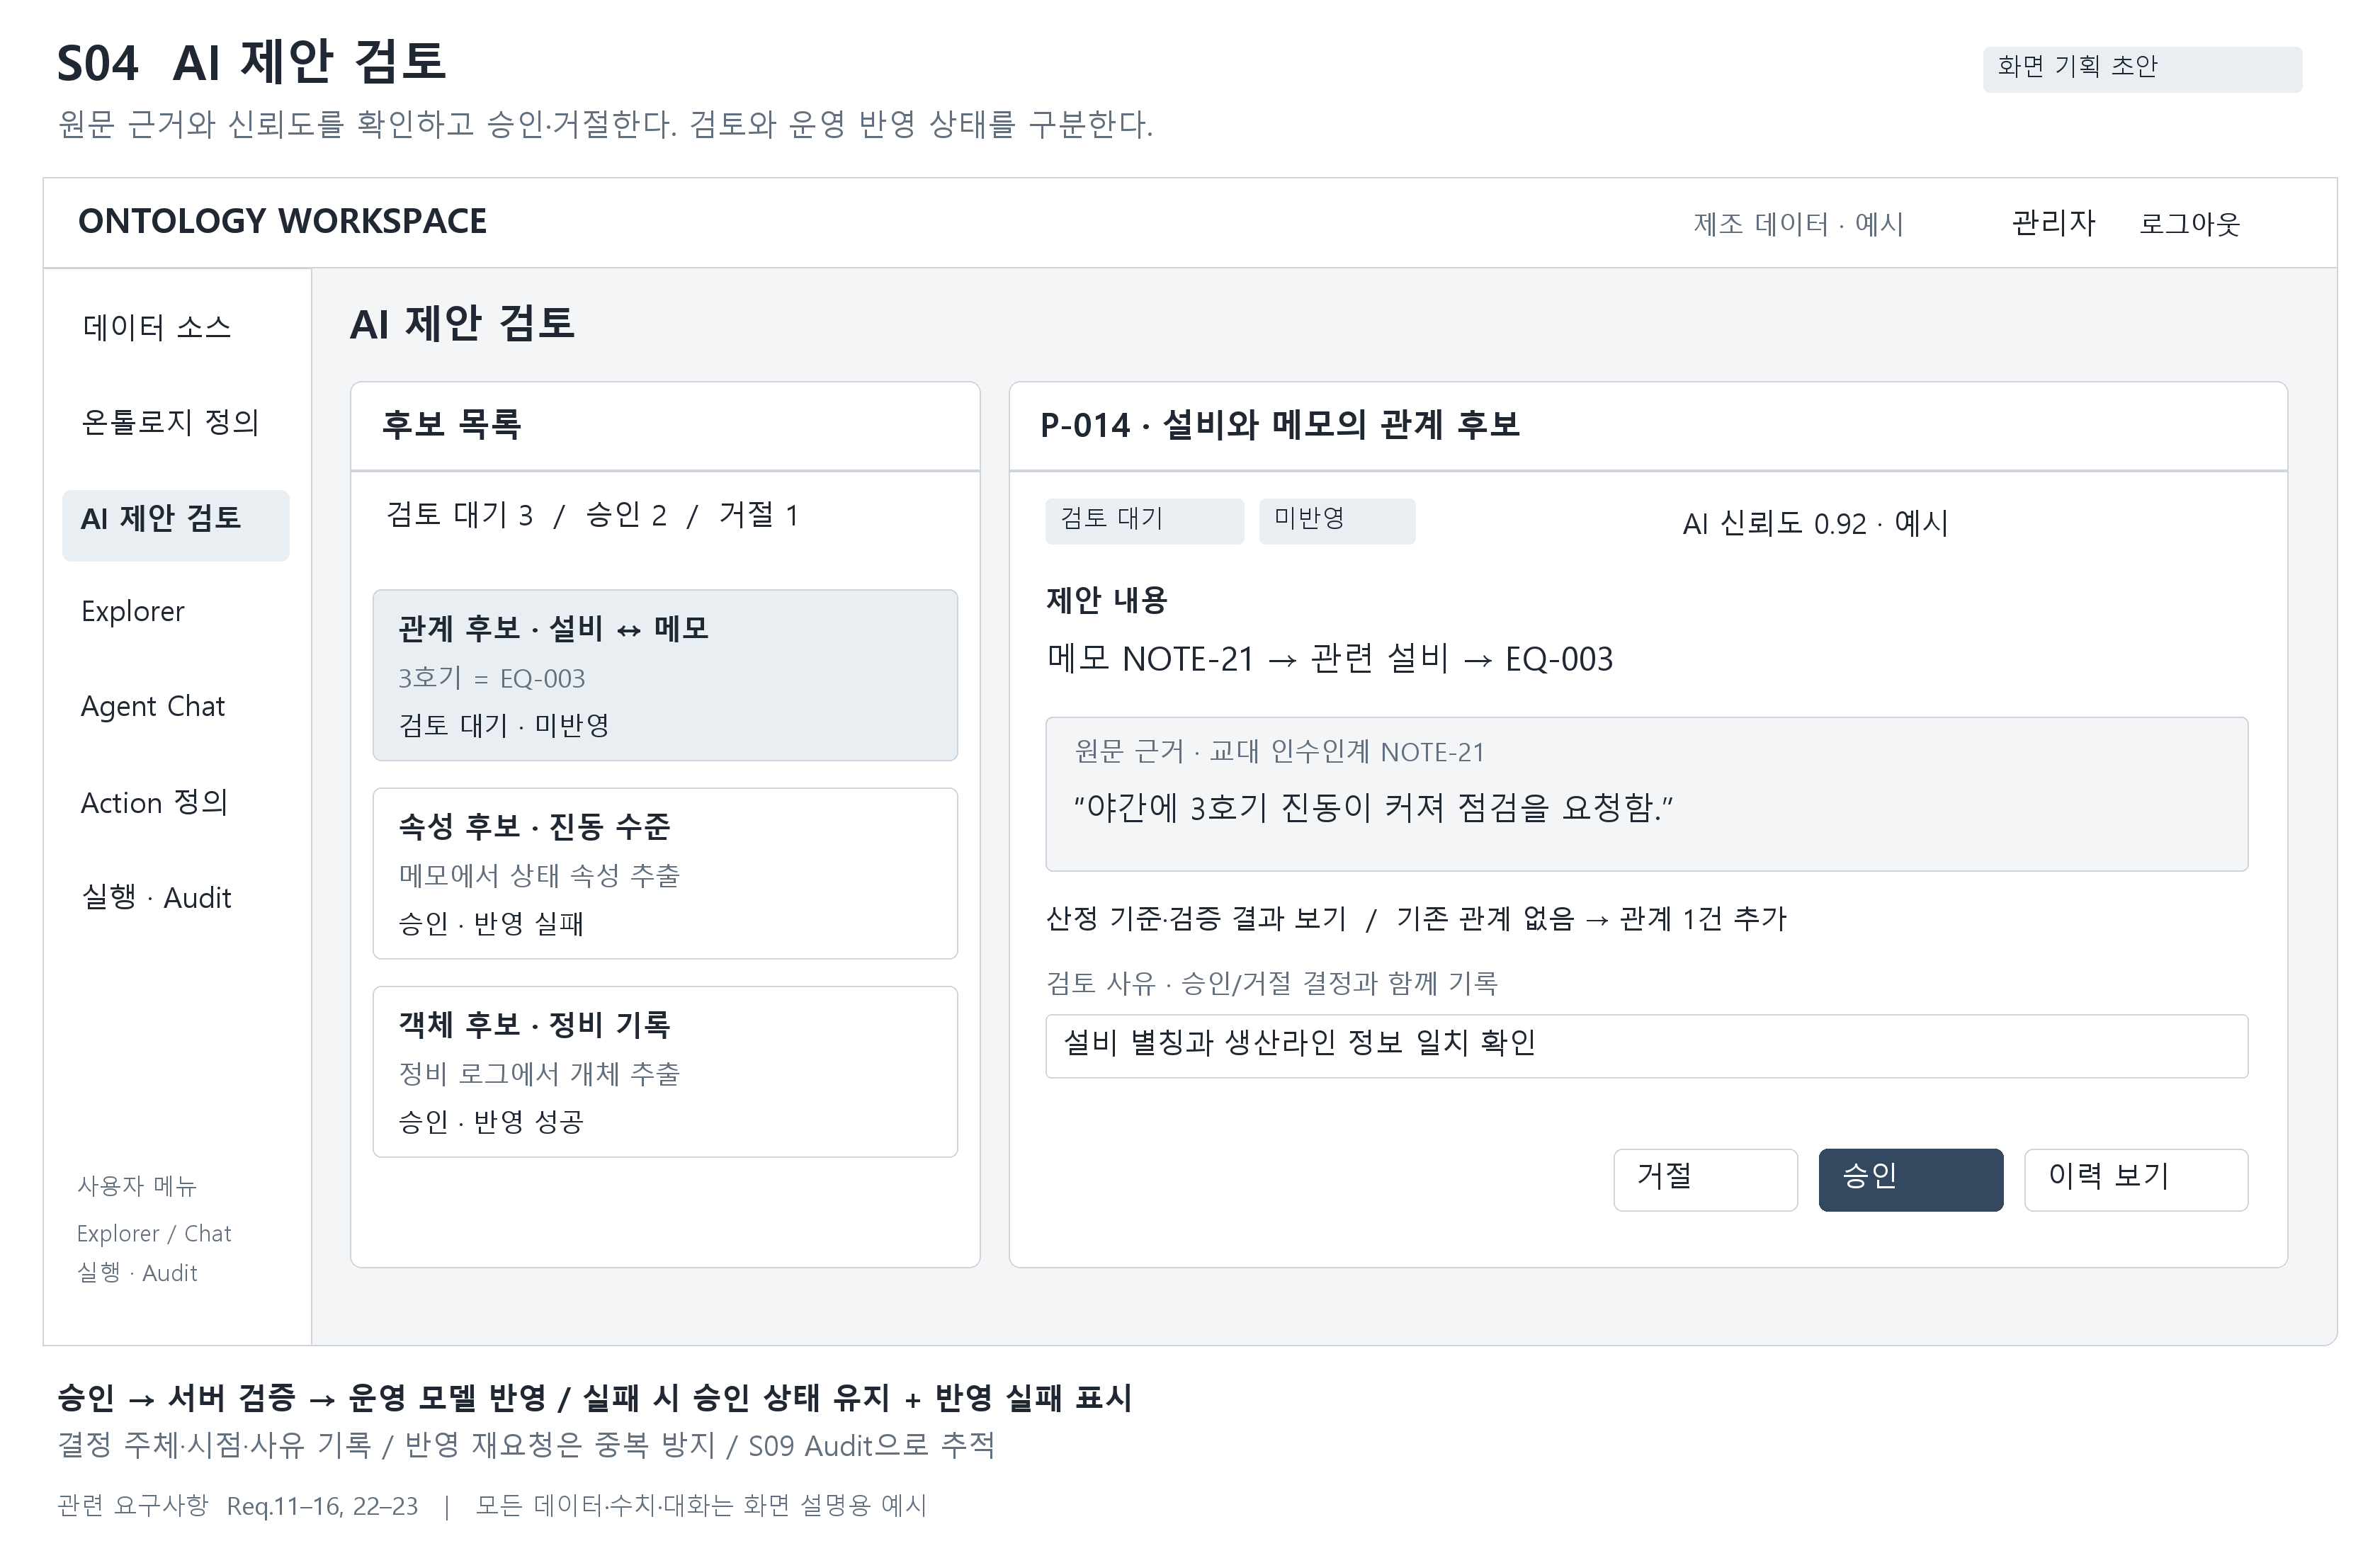 S04 AI 제안 검토
화면 기획 초안
원문 근거와 신뢰도를 확인하고 승인·거절한다. 검토와 운영 반영 상태를 구분한다.
ONTOLOGY WORKSPACE
제조 데이터 · 예시
관리자
로그아웃
데이터 소스
온톨로지 정의
AI 제안 검토
Explorer
Agent Chat
Action 정의
실행 · Audit
사용자 메뉴
Explorer / Chat
실행 · Audit
AI 제안 검토
후보 목록
검토 대기 3 / 승인 2 / 거절 1
관계 후보 · 설비 ↔ 메모
3호기 = EQ-003
검토 대기 · 미반영
속성 후보 · 진동 수준
메모에서 상태 속성 추출
승인 · 반영 실패
객체 후보 · 정비 기록
정비 로그에서 개체 추출
승인 · 반영 성공
P-014 · 설비와 메모의 관계 후보
검토 대기
미반영
AI 신뢰도 0.92 · 예시
제안 내용
메모 NOTE-21 → 관련 설비 → EQ-003
원문 근거 · 교대 인수인계 NOTE-21
"야간에 3호기 진동이 커져 점검을 요청함."
산정 기준·검증 결과 보기 / 기존 관계 없음 → 관계 1건 추가
검토 사유 · 승인/거절 결정과 함께 기록
설비 별칭과 생산라인 정보 일치 확인
거절
승인
이력 보기
승인 → 서버 검증 → 운영 모델 반영 / 실패 시 승인 상태 유지 + 반영 실패 표시
결정 주체·시점·사유 기록 / 반영 재요청은 중복 방지 / S09 Audit으로 추적
관련 요구사항 Req.11–16, 22–23 | 모든 데이터·수치·대화는 화면 설명용 예시